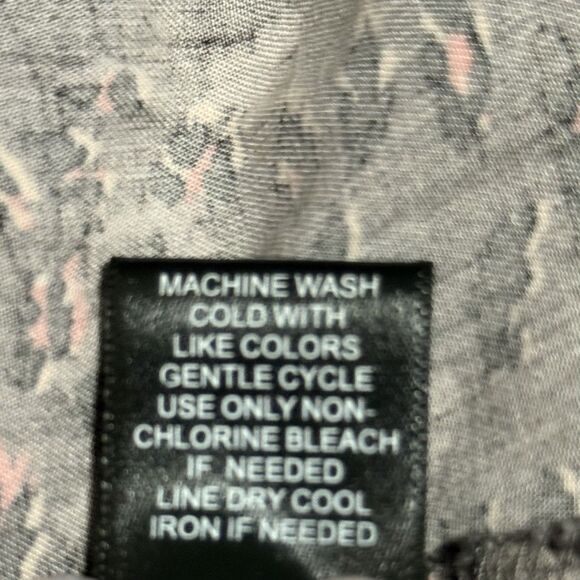 MACHINE WASH
COLD WITH
LIKE COLORS
GENTLE CYCLE
USE ONLY NON-
CHLORINE BLEACH
IF NEEDED
LINE DRY COOL
IRON IF NEEDED